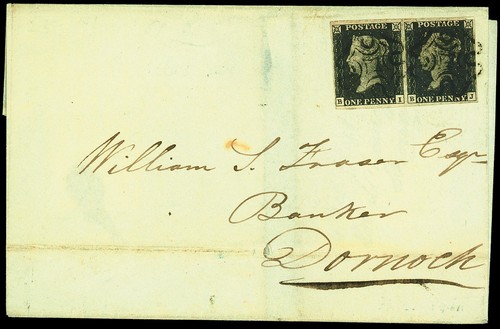 POSTAGE POSTAGE
ONE PENNY ONE PENNY
B I B J
William S. Fraser Esqr
Banker
Dornoch